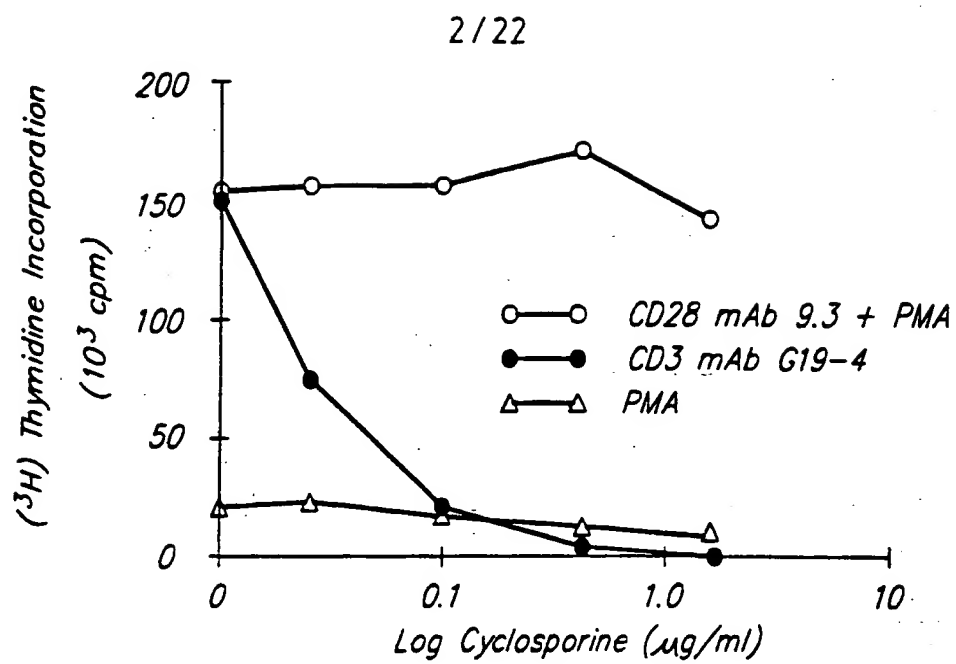 2/22
(³H) Thymidine Incorporation
(10³ cpm)
200
150
100
50
0
CD28 mAb 9.3 + PMA
CD3 mAb G19-4
PMA
0 0.1 1.0 10
Log Cyclosporine (µg/ml)